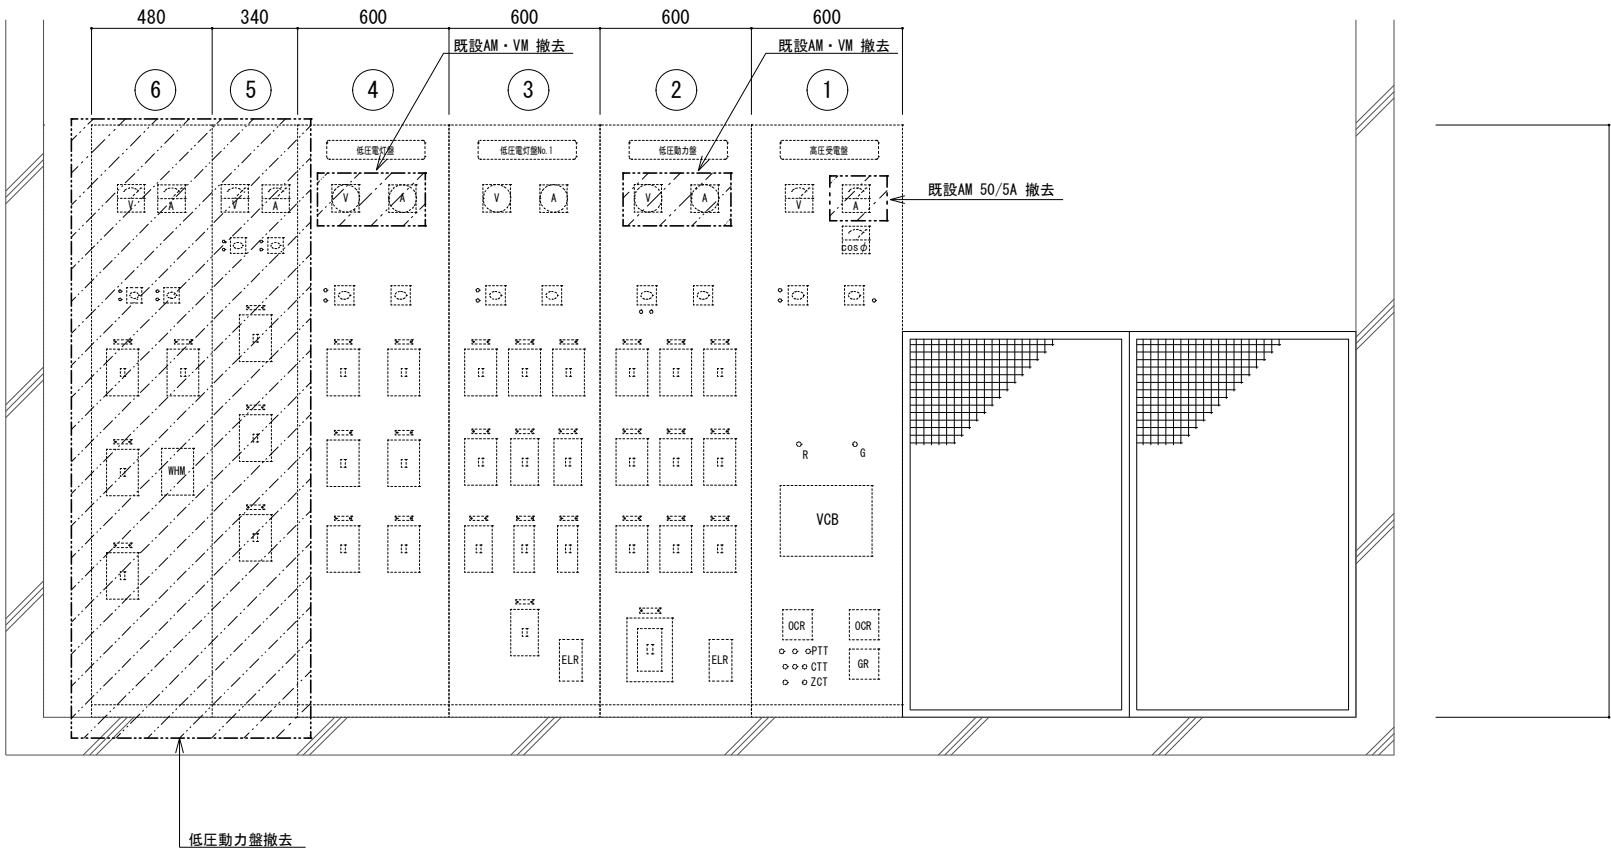 480 340 600 600 600 600
既設AM・VM 撤去 既設AM・VM 撤去
⑥ ⑤ ④ ③ ② ①
低圧電灯盤 低圧電灯盤No.1 低圧動力盤 高圧受電盤
V A V A V A V A V A V A
既設AM 50/5A 撤去
COSφ
R G
WHM
VCB
OCR OCR
ELR ELR
PTT
CTT
GR
ZCT
低圧動力盤撤去